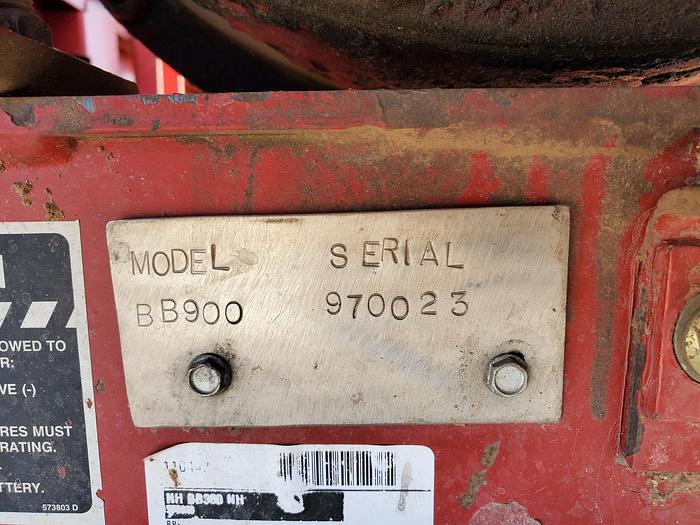 MODEL SERIAL
BB900 970023
OWED TO
R:
VE (-)
RES MUST
RATING.
TTERY.
573803 D
NH BB900 NH